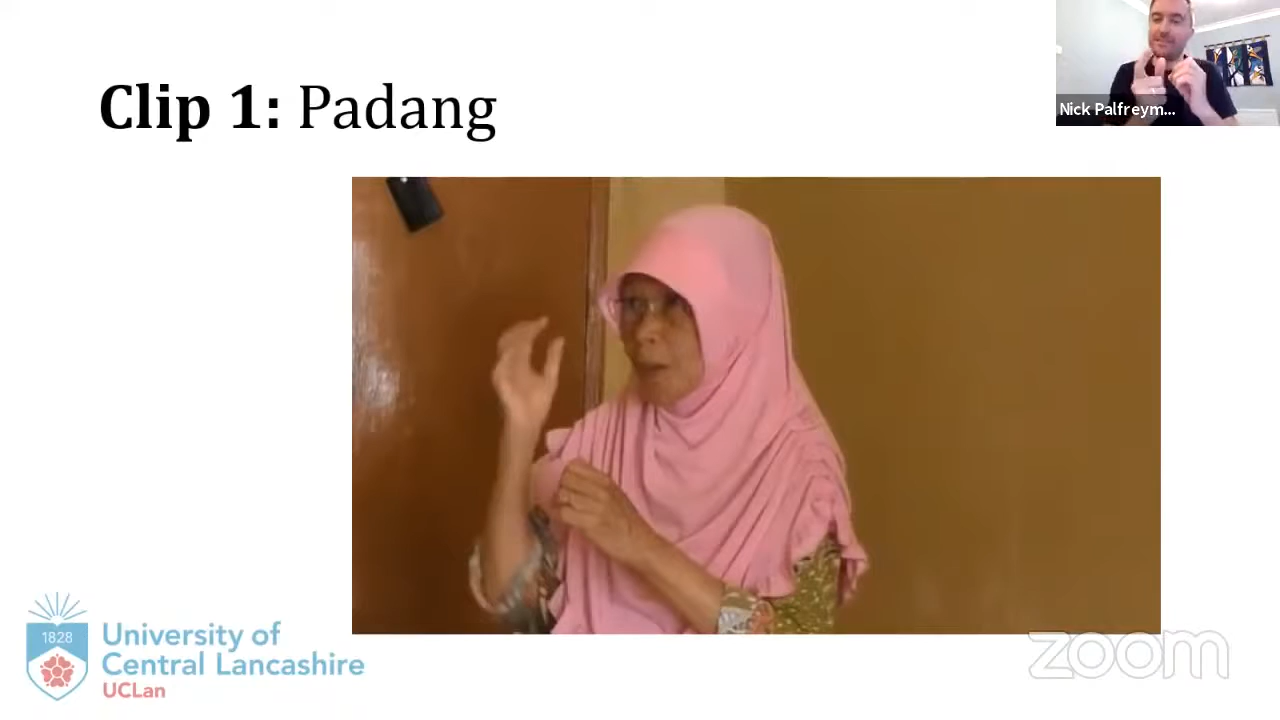 Clip 1: Padang
Nick Palfreym...
1828
University of
Central Lancashire
UCLan
zoom